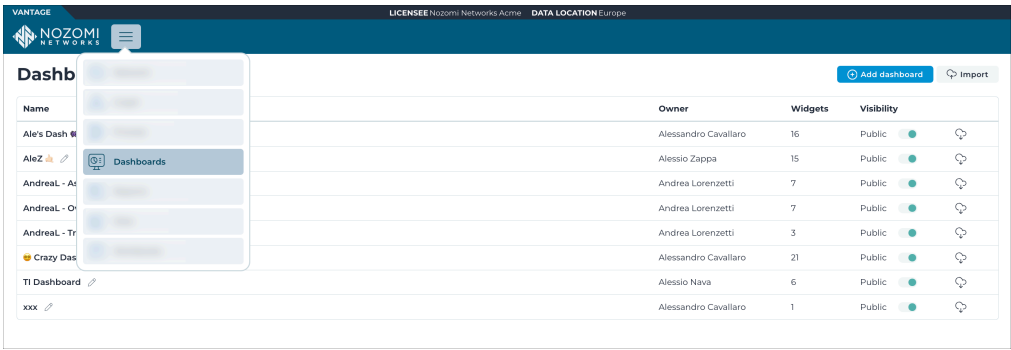 VANTAGE LICENSEE Nozomi Networks Acme DATA LOCATION Europe
NOZOMI
NETWORKS
Dashb Add dashboard Import
Name Owner Widgets Visibility
Ale's Dash Alessandro Cavallaro 16 Public
AleZ Alessio Zappa 15 Public
Dashboards
AndreaL - As Andrea Lorenzetti 7 Public
AndreaL - O Andrea Lorenzetti 7 Public
AndreaL - Tr Andrea Lorenzetti 3 Public
Crazy Das Alessandro Cavallaro 21 Public
TI Dashboard Alessio Nava 6 Public
xxx Alessandro Cavallaro 1 Public